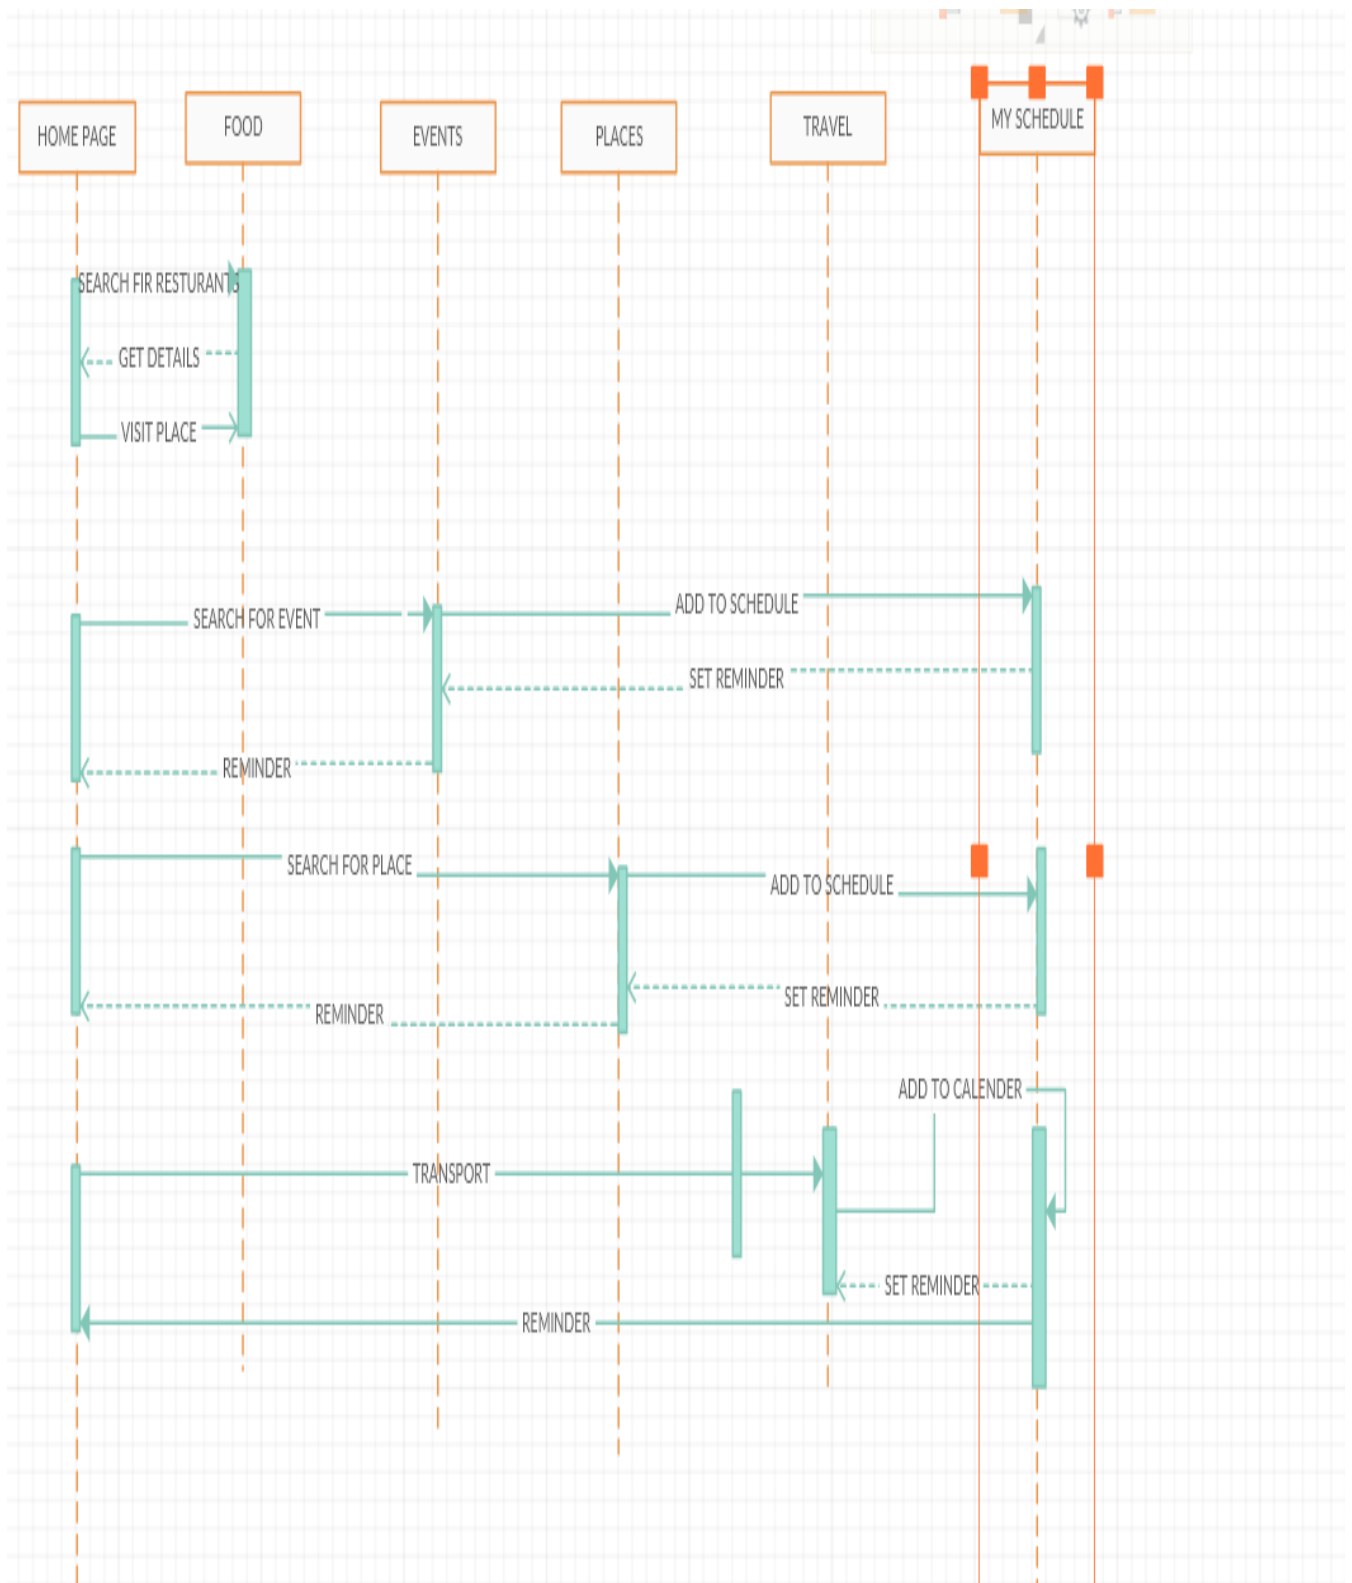 HOME PAGE
FOOD
EVENTS
PLACES
TRAVEL
MY SCHEDULE
SEARCH FIR RESTURANTS
GET DETAILS
VISIT PLACE
SEARCH FOR EVENT
ADD TO SCHEDULE
SET REMINDER
REMINDER
SEARCH FOR PLACE
ADD TO SCHEDULE
SET REMINDER
REMINDER
ADD TO CALENDER
TRANSPORT
SET REMINDER
REMINDER